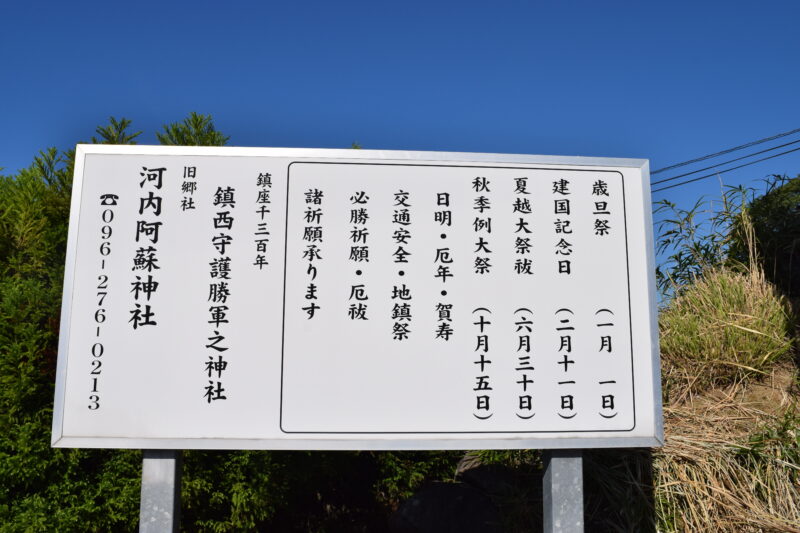 歳旦祭 （一月 一日）
建国記念日 （二月十一日）
夏越大祭祓 （六月三十日）
秋季例大祭 （十月十五日）
日明・厄年・賀寿
交通安全・地鎮祭
必勝祈願・厄祓
諸祈願承ります
鎮座千三百年
鎮西守護勝軍之神社
旧郷社
河内阿蘇神社
☎096-276-0213